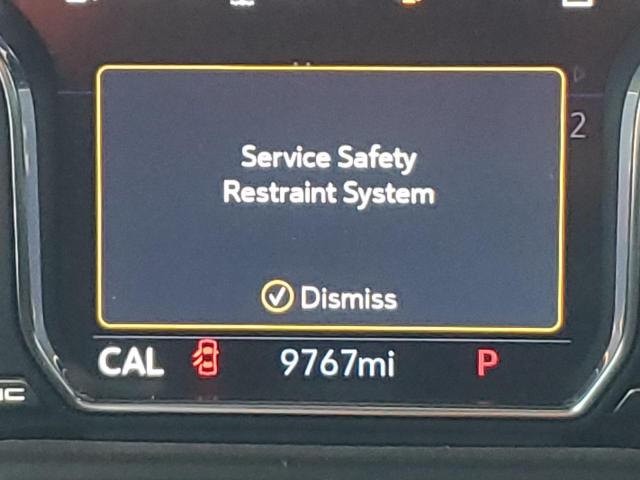 2
Service Safety
Restraint System
Dismiss
CAL 9767mi P